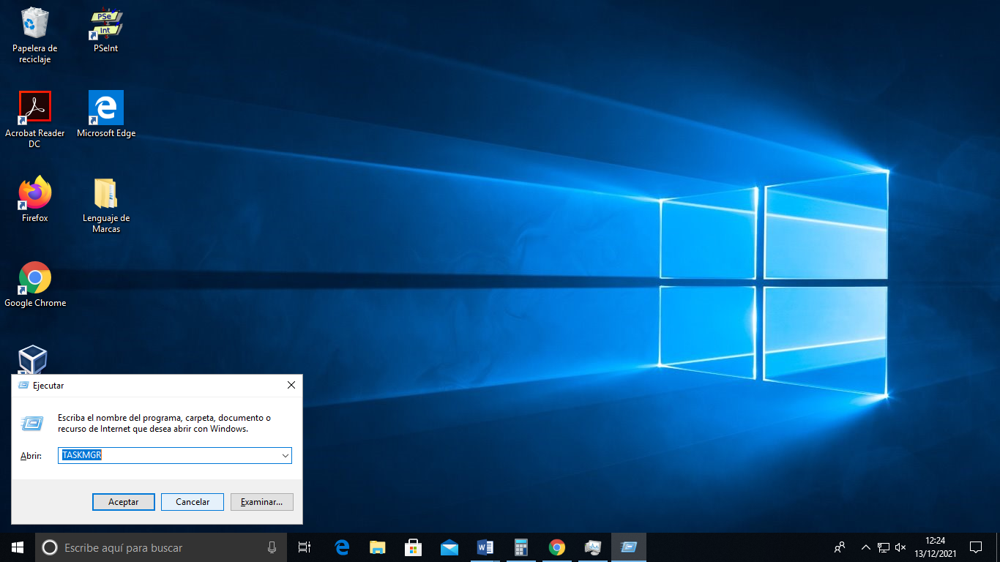 PSe
Int
Papelera de
reciclaje
PSeInt
Acrobat Reader
DC
Microsoft Edge
Firefox
Lenguaje de
Marcas
Google Chrome
Ejecutar
Escriba el nombre del programa, carpeta, documento o
recurso de Internet que desea abrir con Windows.
Abrir:
TASKMGR
Aceptar
Cancelar
Examinar...
Escribe aquí para buscar
12:24
13/12/2021